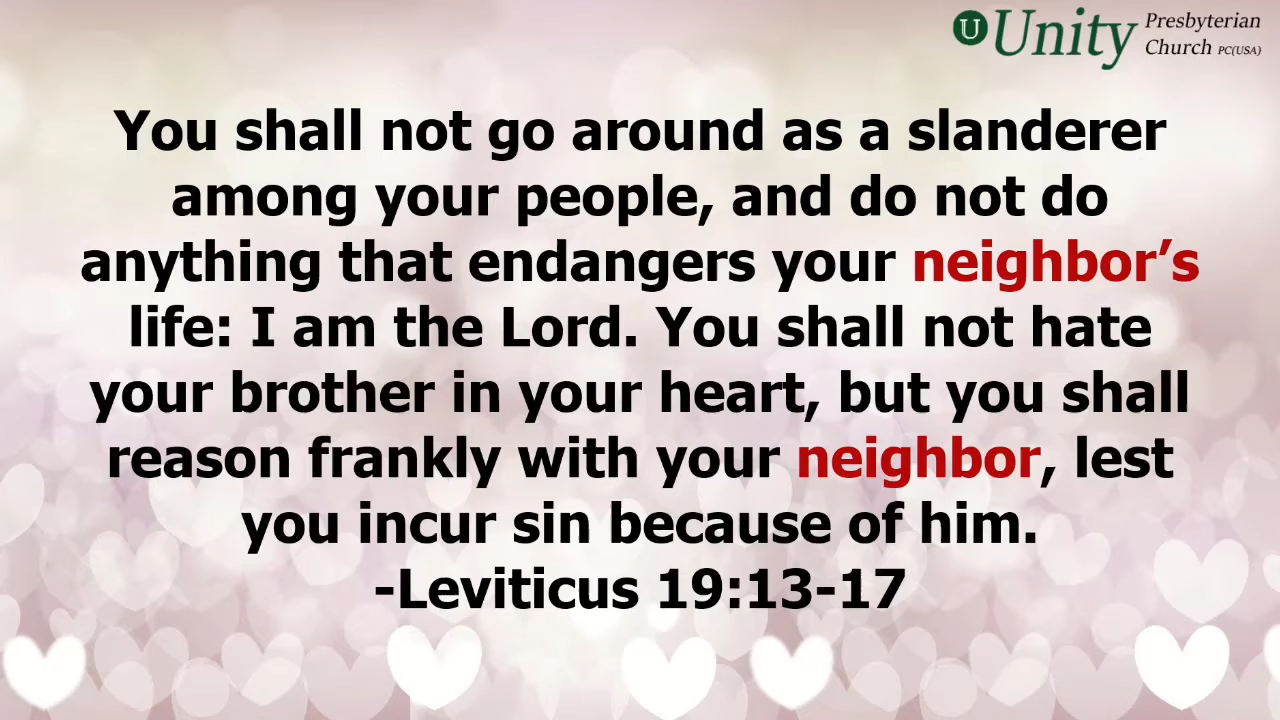 U Unity Presbyterian
Church PC(USA)
You shall not go around as a slanderer
among your people, and do not do
anything that endangers your neighbor’s
life: I am the Lord. You shall not hate
your brother in your heart, but you shall
reason frankly with your neighbor, lest
you incur sin because of him.
-Leviticus 19:13-17